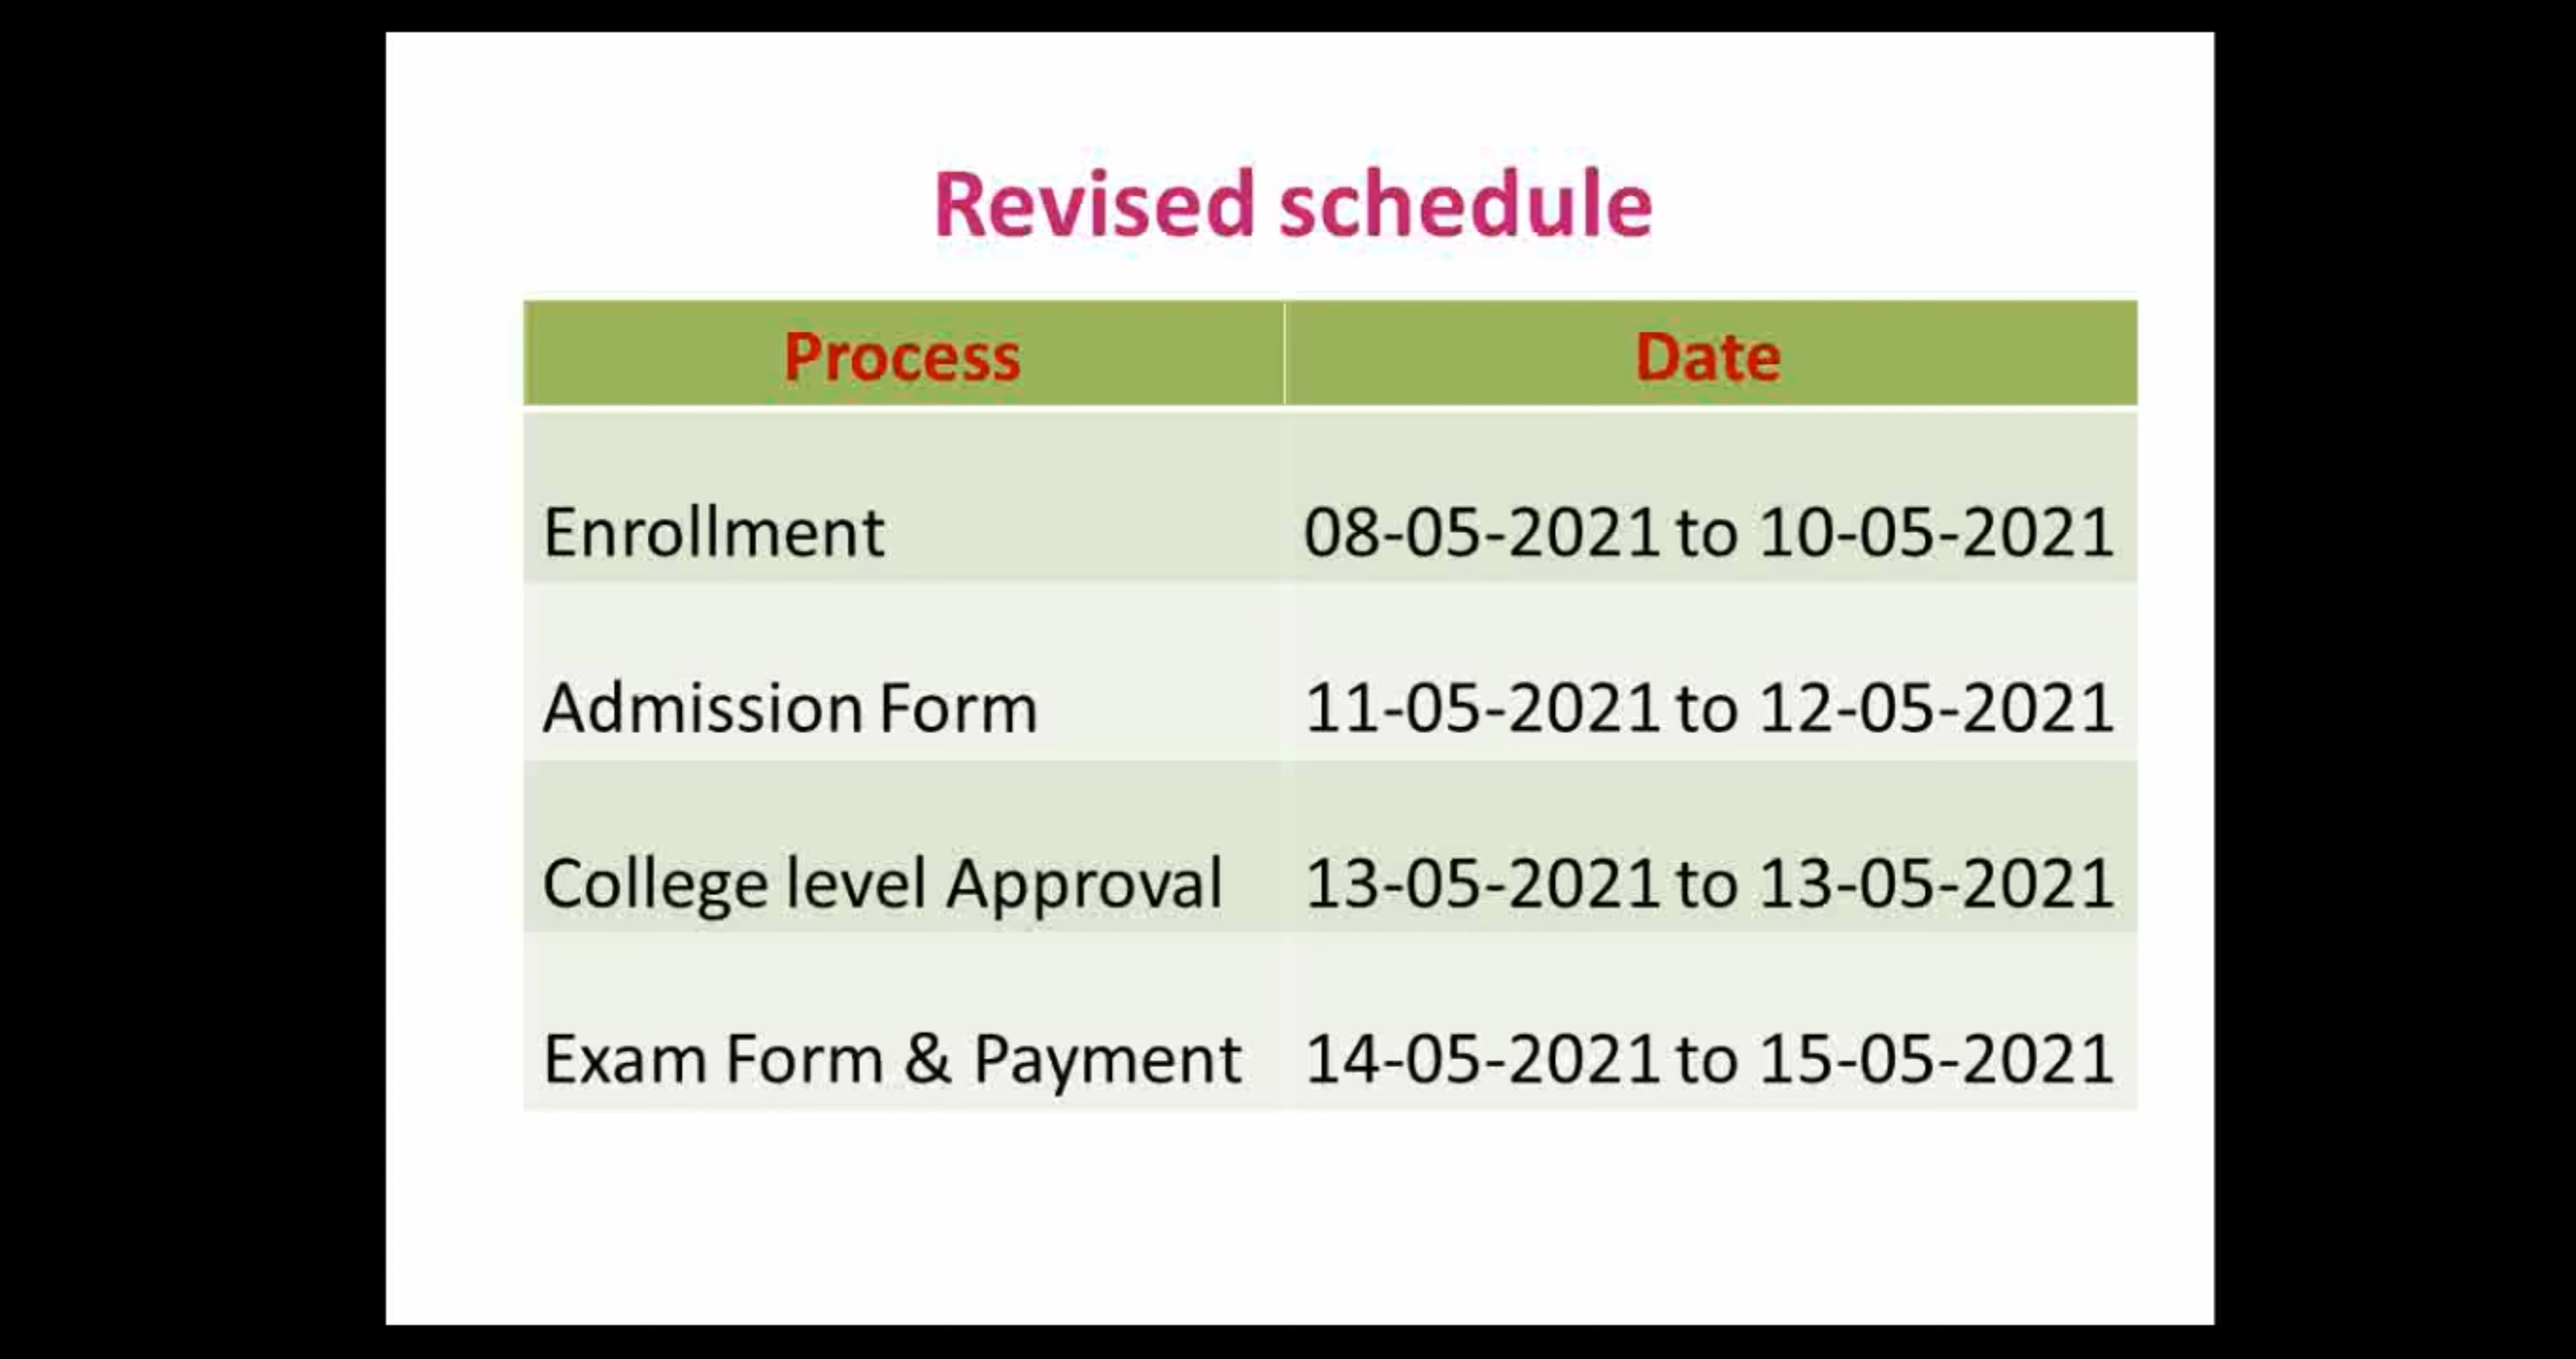 Revised schedule
Process Date
Enrollment 08-05-2021 to 10-05-2021
Admission Form 11-05-2021 to 12-05-2021
College level Approval 13-05-2021 to 13-05-2021
Exam Form & Payment 14-05-2021 to 15-05-2021